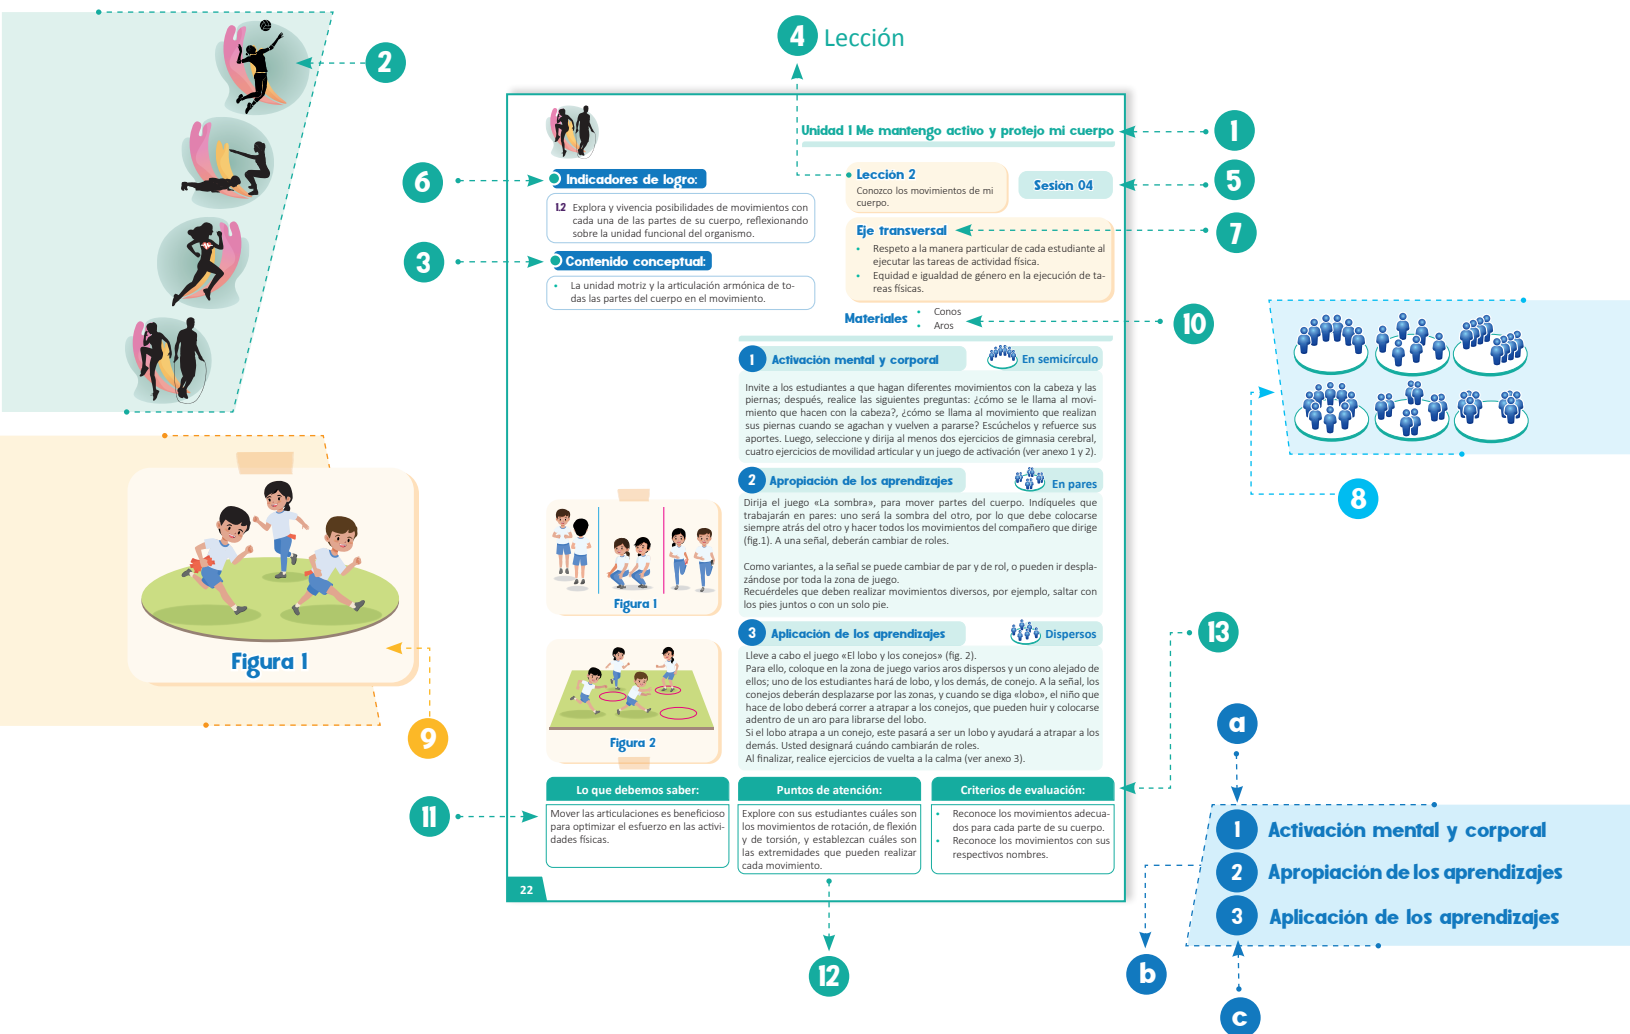 4 Lección
2
Unidad 1 Me mantengo activo y protejo mi cuerpo
1
6
Indicadores de logro:
1.2 Explora y vivencia posibilidades de movimientos con
cada una de las partes de su cuerpo, reflexionando
sobre la unidad funcional del organismo.
3
Contenido conceptual:
• La unidad motriz y la articulación armónica de to-
das las partes del cuerpo en el movimiento.
Lección 2
Conozco los movimientos de mi
cuerpo.
Sesión 04
5
Eje transversal
7
• Respeto a la manera particular de cada estudiante al
ejecutar las tareas de actividad física.
• Equidad e igualdad de género en la ejecución de ta-
reas físicas.
Materiales
• Conos
• Aros
10
1 Activación mental y corporal
En semicírculo
Invite a los estudiantes a que hagan diferentes movimientos con la cabeza y las
piernas; después, realice las siguientes preguntas: ¿cómo se le llama al movi-
miento que hacen con la cabeza?, ¿cómo se llama al movimiento que realizan
sus piernas cuando se agachan y vuelven a pararse? Escúchelos y refuerce sus
aportes. Luego, seleccione y dirija al menos dos ejercicios de gimnasia cerebral,
cuatro ejercicios de movilidad articular y un juego de activación (ver anexo 1 y 2).
2 Apropiación de los aprendizajes
En pares
Dirija el juego «La sombra», para mover partes del cuerpo. Indíqueles que
trabajarán en pares: uno será la sombra del otro, por lo que debe colocarse
siempre atrás del otro y hacer todos los movimientos del compañero que dirige
(fig.1). A una señal, deberán cambiar de roles.
Como variantes, a la señal se puede cambiar de par y de rol, o pueden ir despla-
zándose por toda la zona de juego.
Recuérdeles que deben realizar movimientos diversos, por ejemplo, saltar con
los pies juntos o con un solo pie.
Figura 1
3 Aplicación de los aprendizajes
Dispersos
Lleve a cabo el juego «El lobo y los conejos» (fig. 2).
Para ello, coloque en la zona de juego varios aros dispersos y un cono alejado de
ellos; uno de los estudiantes hará de lobo, y los demás, de conejo. A la señal, los
conejos deberán desplazarse por las zonas, y cuando se diga «lobo», el niño que
hace de lobo deberá correr a atrapar a los conejos, que pueden huir y colocarse
adentro de un aro para librarse del lobo.
Si el lobo atrapa a un conejo, este pasará a ser un lobo y ayudará a atrapar a los
demás. Usted designará cuándo cambiarán de roles.
Al finalizar, realice ejercicios de vuelta a la calma (ver anexo 3).
Figura 2
Lo que debemos saber:
Mover las articulaciones es beneficioso
para optimizar el esfuerzo en las activi-
dades físicas.
Puntos de atención:
Explore con sus estudiantes cuáles son
los movimientos de rotación, de flexión
y de torsión, y establezcan cuáles son
las extremidades que pueden realizar
cada movimiento.
Criterios de evaluación:
• Reconoce los movimientos adecua-
dos para cada parte de su cuerpo.
• Reconoce los movimientos con sus
respectivos nombres.
22
11
12
13
8
Figura 1
9
a
1 Activación mental y corporal
2 Apropiación de los aprendizajes
3 Aplicación de los aprendizajes
b
c